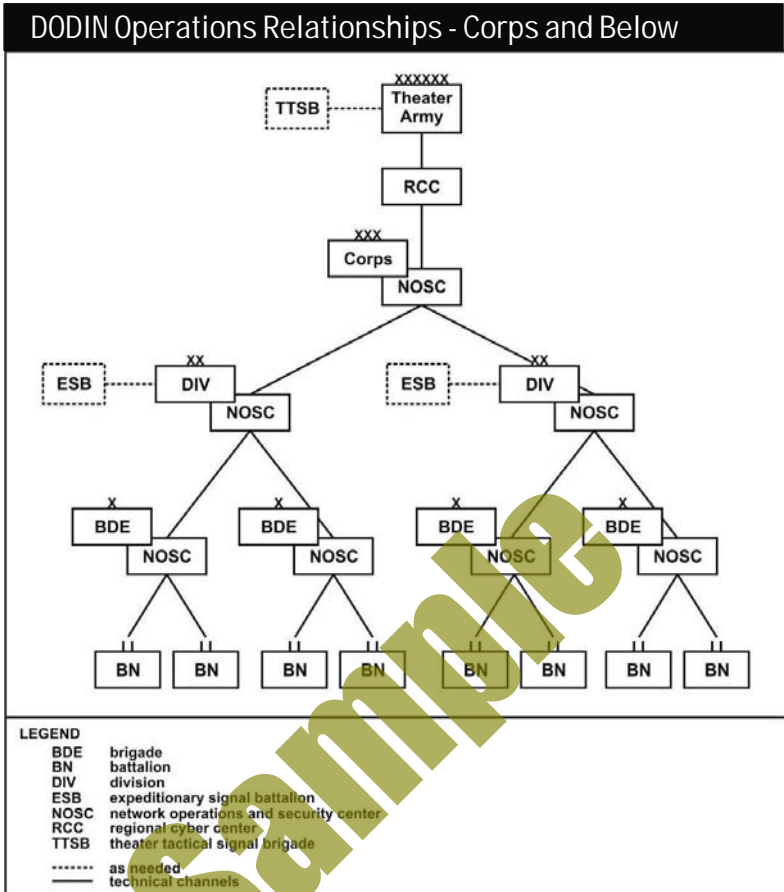 DODIN Operations Relationships - Corps and Below
XXXXXX
TTSB
Theater
Army
RCC
XXX
Corps
NOSC
XX
XX
ESB
DIV
ESB
DIV
NOSC
NOSC
X
X
X
X
BDE
BDE
BDE
BDE
NOSC
NOSC
NOSC
NOSC
II
II
II
II
II
II
II
II
BN
BN
BN
BN
BN
BN
BN
BN
LEGEND
BDE brigade
BN battalion
DIV division
ESB expeditionary signal battalion
NOSC network operations and security center
RCC regional cyber center
TTSB theater tactical signal brigade
as needed
technical channels
Sample